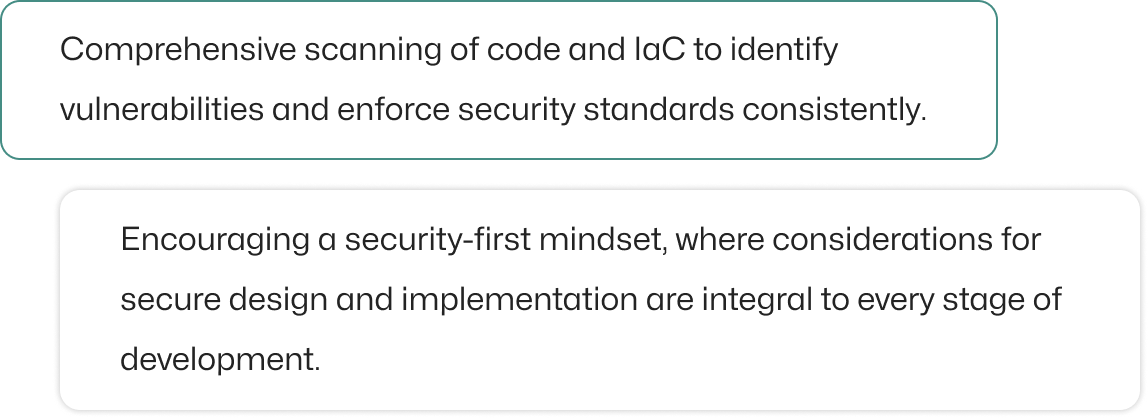 Comprehensive scanning of code and IaC to identify
vulnerabilities and enforce security standards consistently.
Encouraging a security-first mindset, where considerations for
secure design and implementation are integral to every stage of
development.